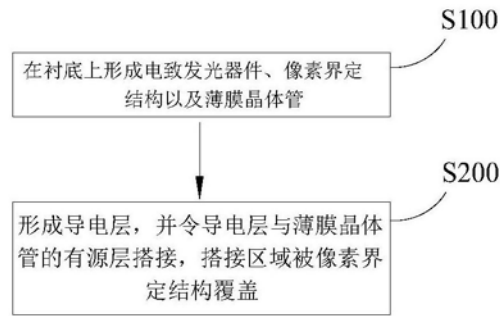 S100
在衬底上形成电致发光器件、像素界定
结构以及薄膜晶体管
S200
形成导电层，并令导电层与薄膜晶体
管的有源层搭接，搭接区域被像素界
定结构覆盖